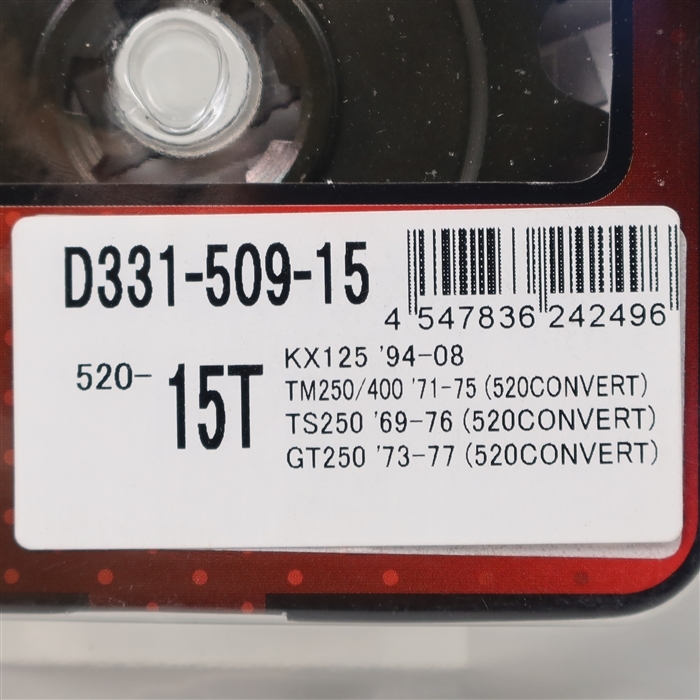 D331-509-15
4 547836 242496
520- 15T
KX125 '94-08
TM250/400 '71-75 (520CONVERT)
TS250 '69-76 (520CONVERT)
GT250 '73-77 (520CONVERT)